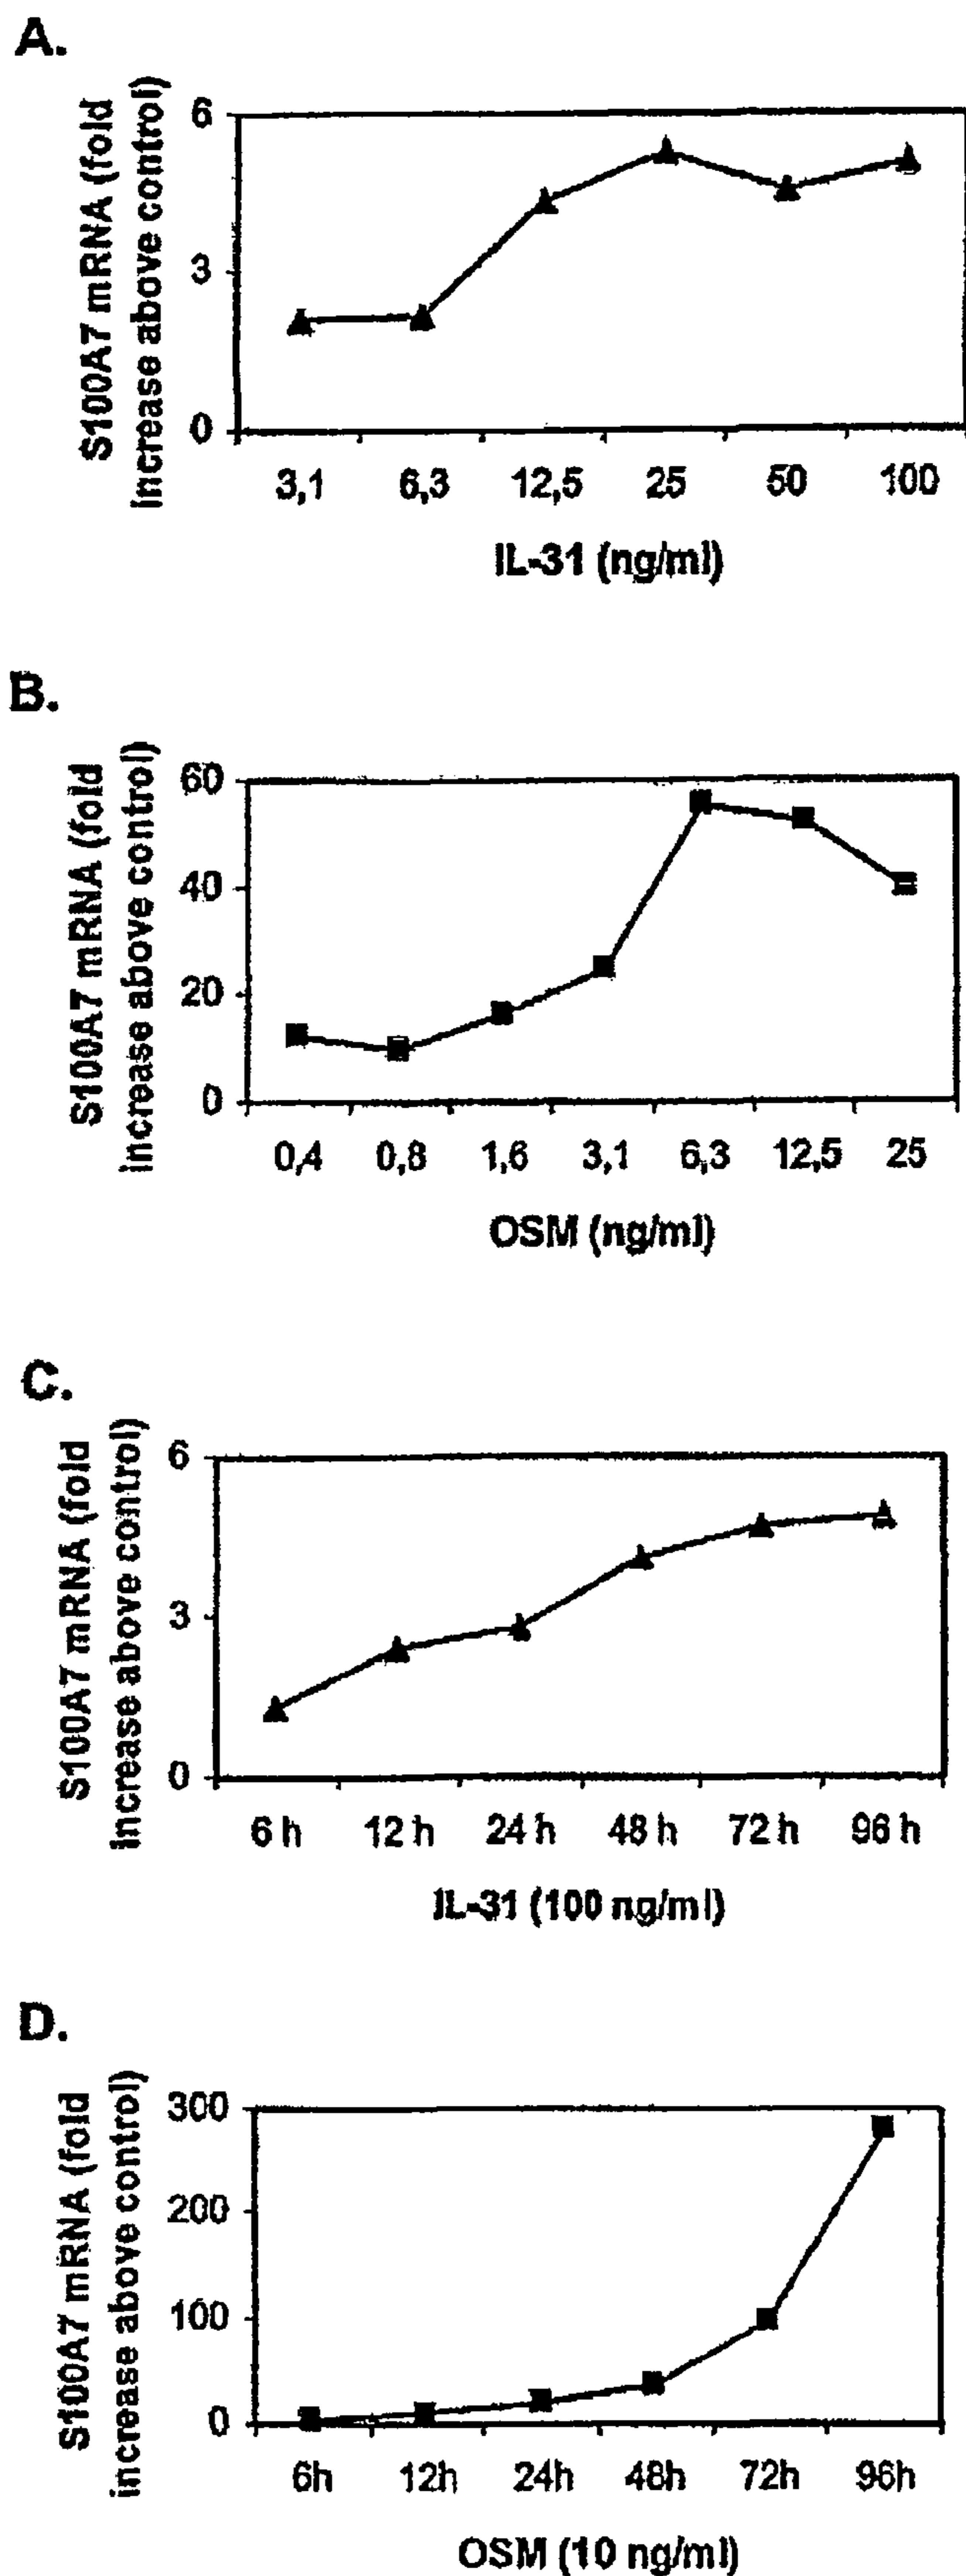 A.
S100A7 mRNA (fold
increase above control)
6
3
0
3,1 6,3 12,5 25 50 100
IL-31 (ng/ml)
B.
S100A7 mRNA (fold
increase above control)
60
40
20
0
0,4 0,8 1,6 3,1 6,3 12,5 25
OSM (ng/ml)
C.
S100A7 mRNA (fold
increase above control)
6
3
0
6 h 12 h 24 h 48 h 72 h 96 h
IL-31 (100 ng/ml)
D.
S100A7 mRNA (fold
increase above control)
300
200
100
0
6h 12h 24h 48h 72h 96h
OSM (10 ng/ml)